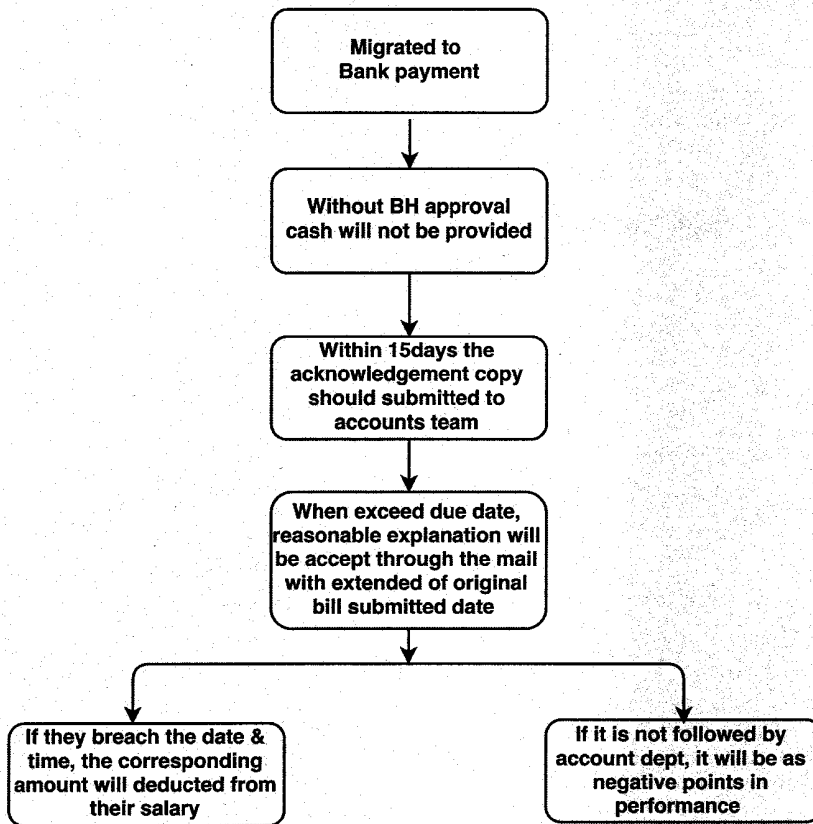 Migrated to
Bank payment
Without BH approval
cash will not be provided
Within 15days the
acknowledgement copy
should submitted to
accounts team
When exceed due date,
reasonable explanation will
be accept through the mail
with extended of original
bill submitted date
If they breach the date &
time, the corresponding
amount will deducted from
their salary
If it is not followed by
account dept, it will be as
negative points in
performance